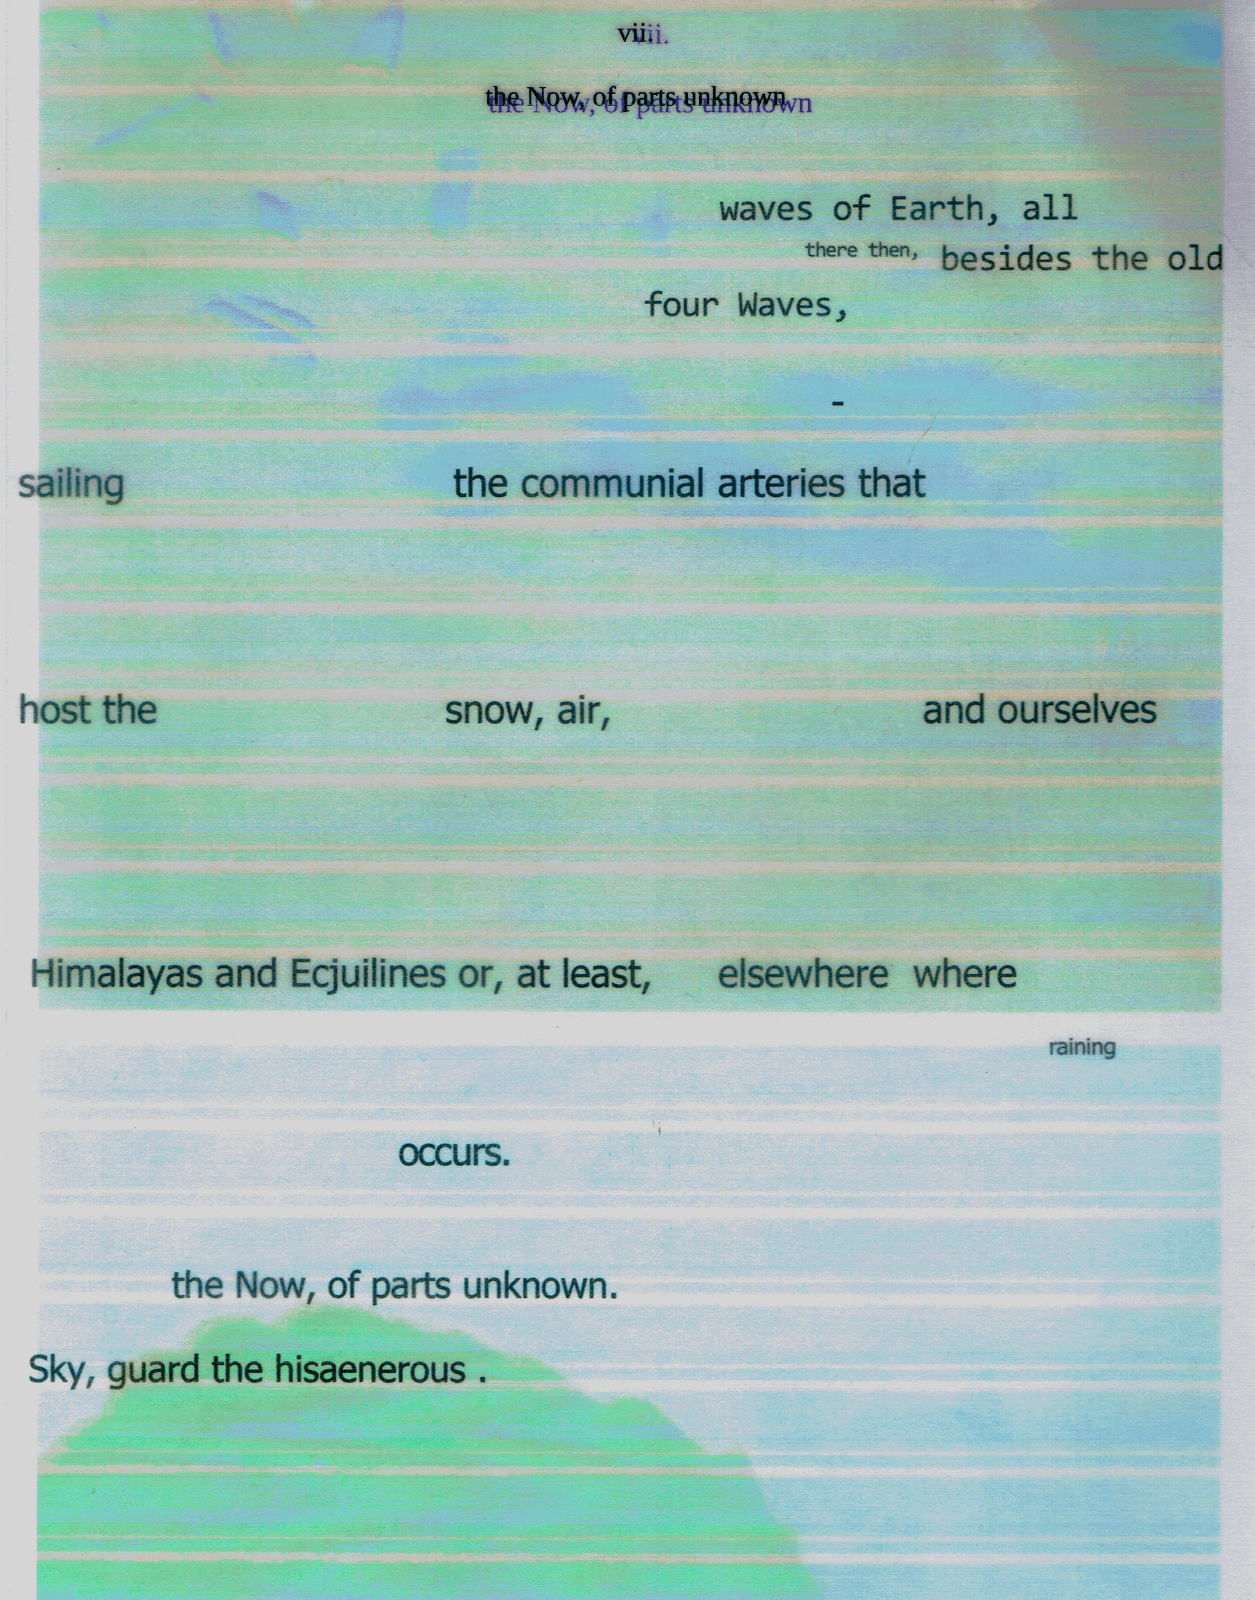 viii.
the Now, of parts unknown
waves of Earth, all
there then, besides the old
four Waves,
-
sailing the communial arteries that
host the snow, air, and ourselves
Himalayas and Ecjuilines or, at least, elsewhere where
raining
occurs.
the Now, of parts unknown.
Sky, guard the hisaenerous .